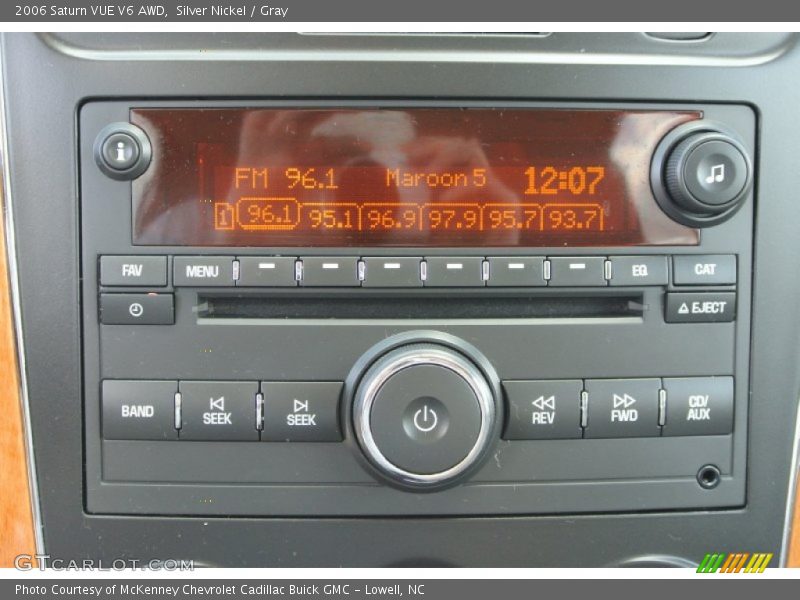 2006 Saturn VUE V6 AWD, Silver Nickel / Gray
i
FM 96.1 Maroon 5 12:07
1 96.1 95.1 96.9 97.9 95.7 93.7
FAV MENU EQ CAT
EJECT
BAND SEEK SEEK REV FWD CD/
AUX
GTCARLOT.COM
Photo Courtesy of McKenney Chevrolet Cadillac Buick GMC - Lowell, NC